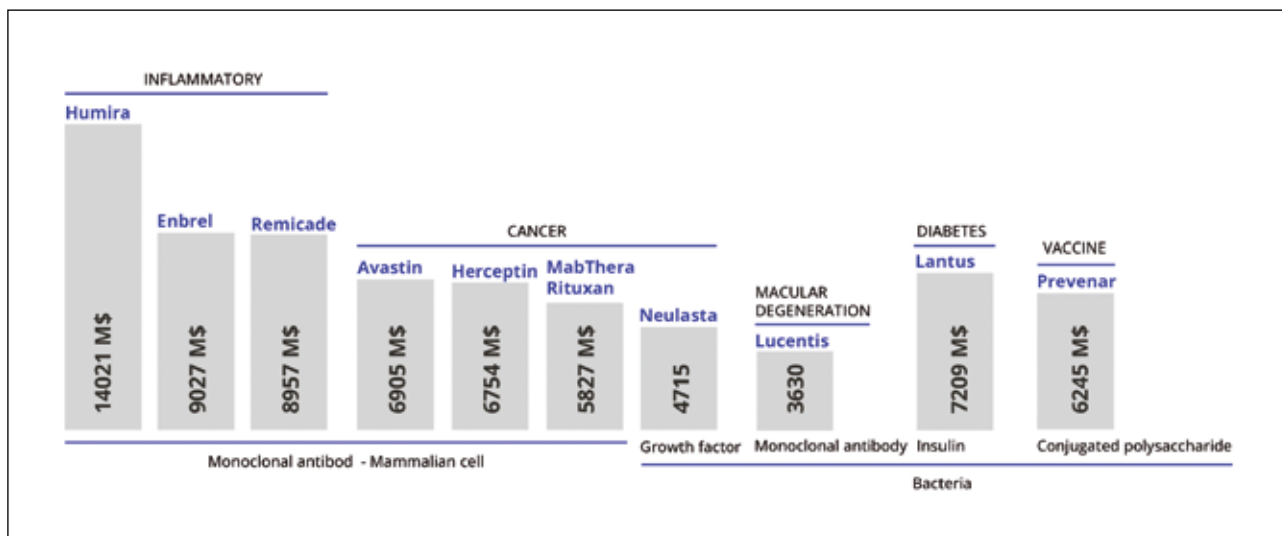 INFLAMMATORY
Humira
Enbrel
Remicade
CANCER
Avastin
Herceptin
MabThera
Rituxan
Neulasta
MACULAR
DEGENERATION
Lucentis
DIABETES
Lantus
VACCINE
Prevenar
14021 M$
9027 M$
8957 M$
6905 M$
6754 M$
5827 M$
4715
3630
7209 M$
6245 M$
Monoclonal antibod - Mammalian cell
Growth factor
Monoclonal antibody
Insulin
Conjugated polysaccharide
Bacteria